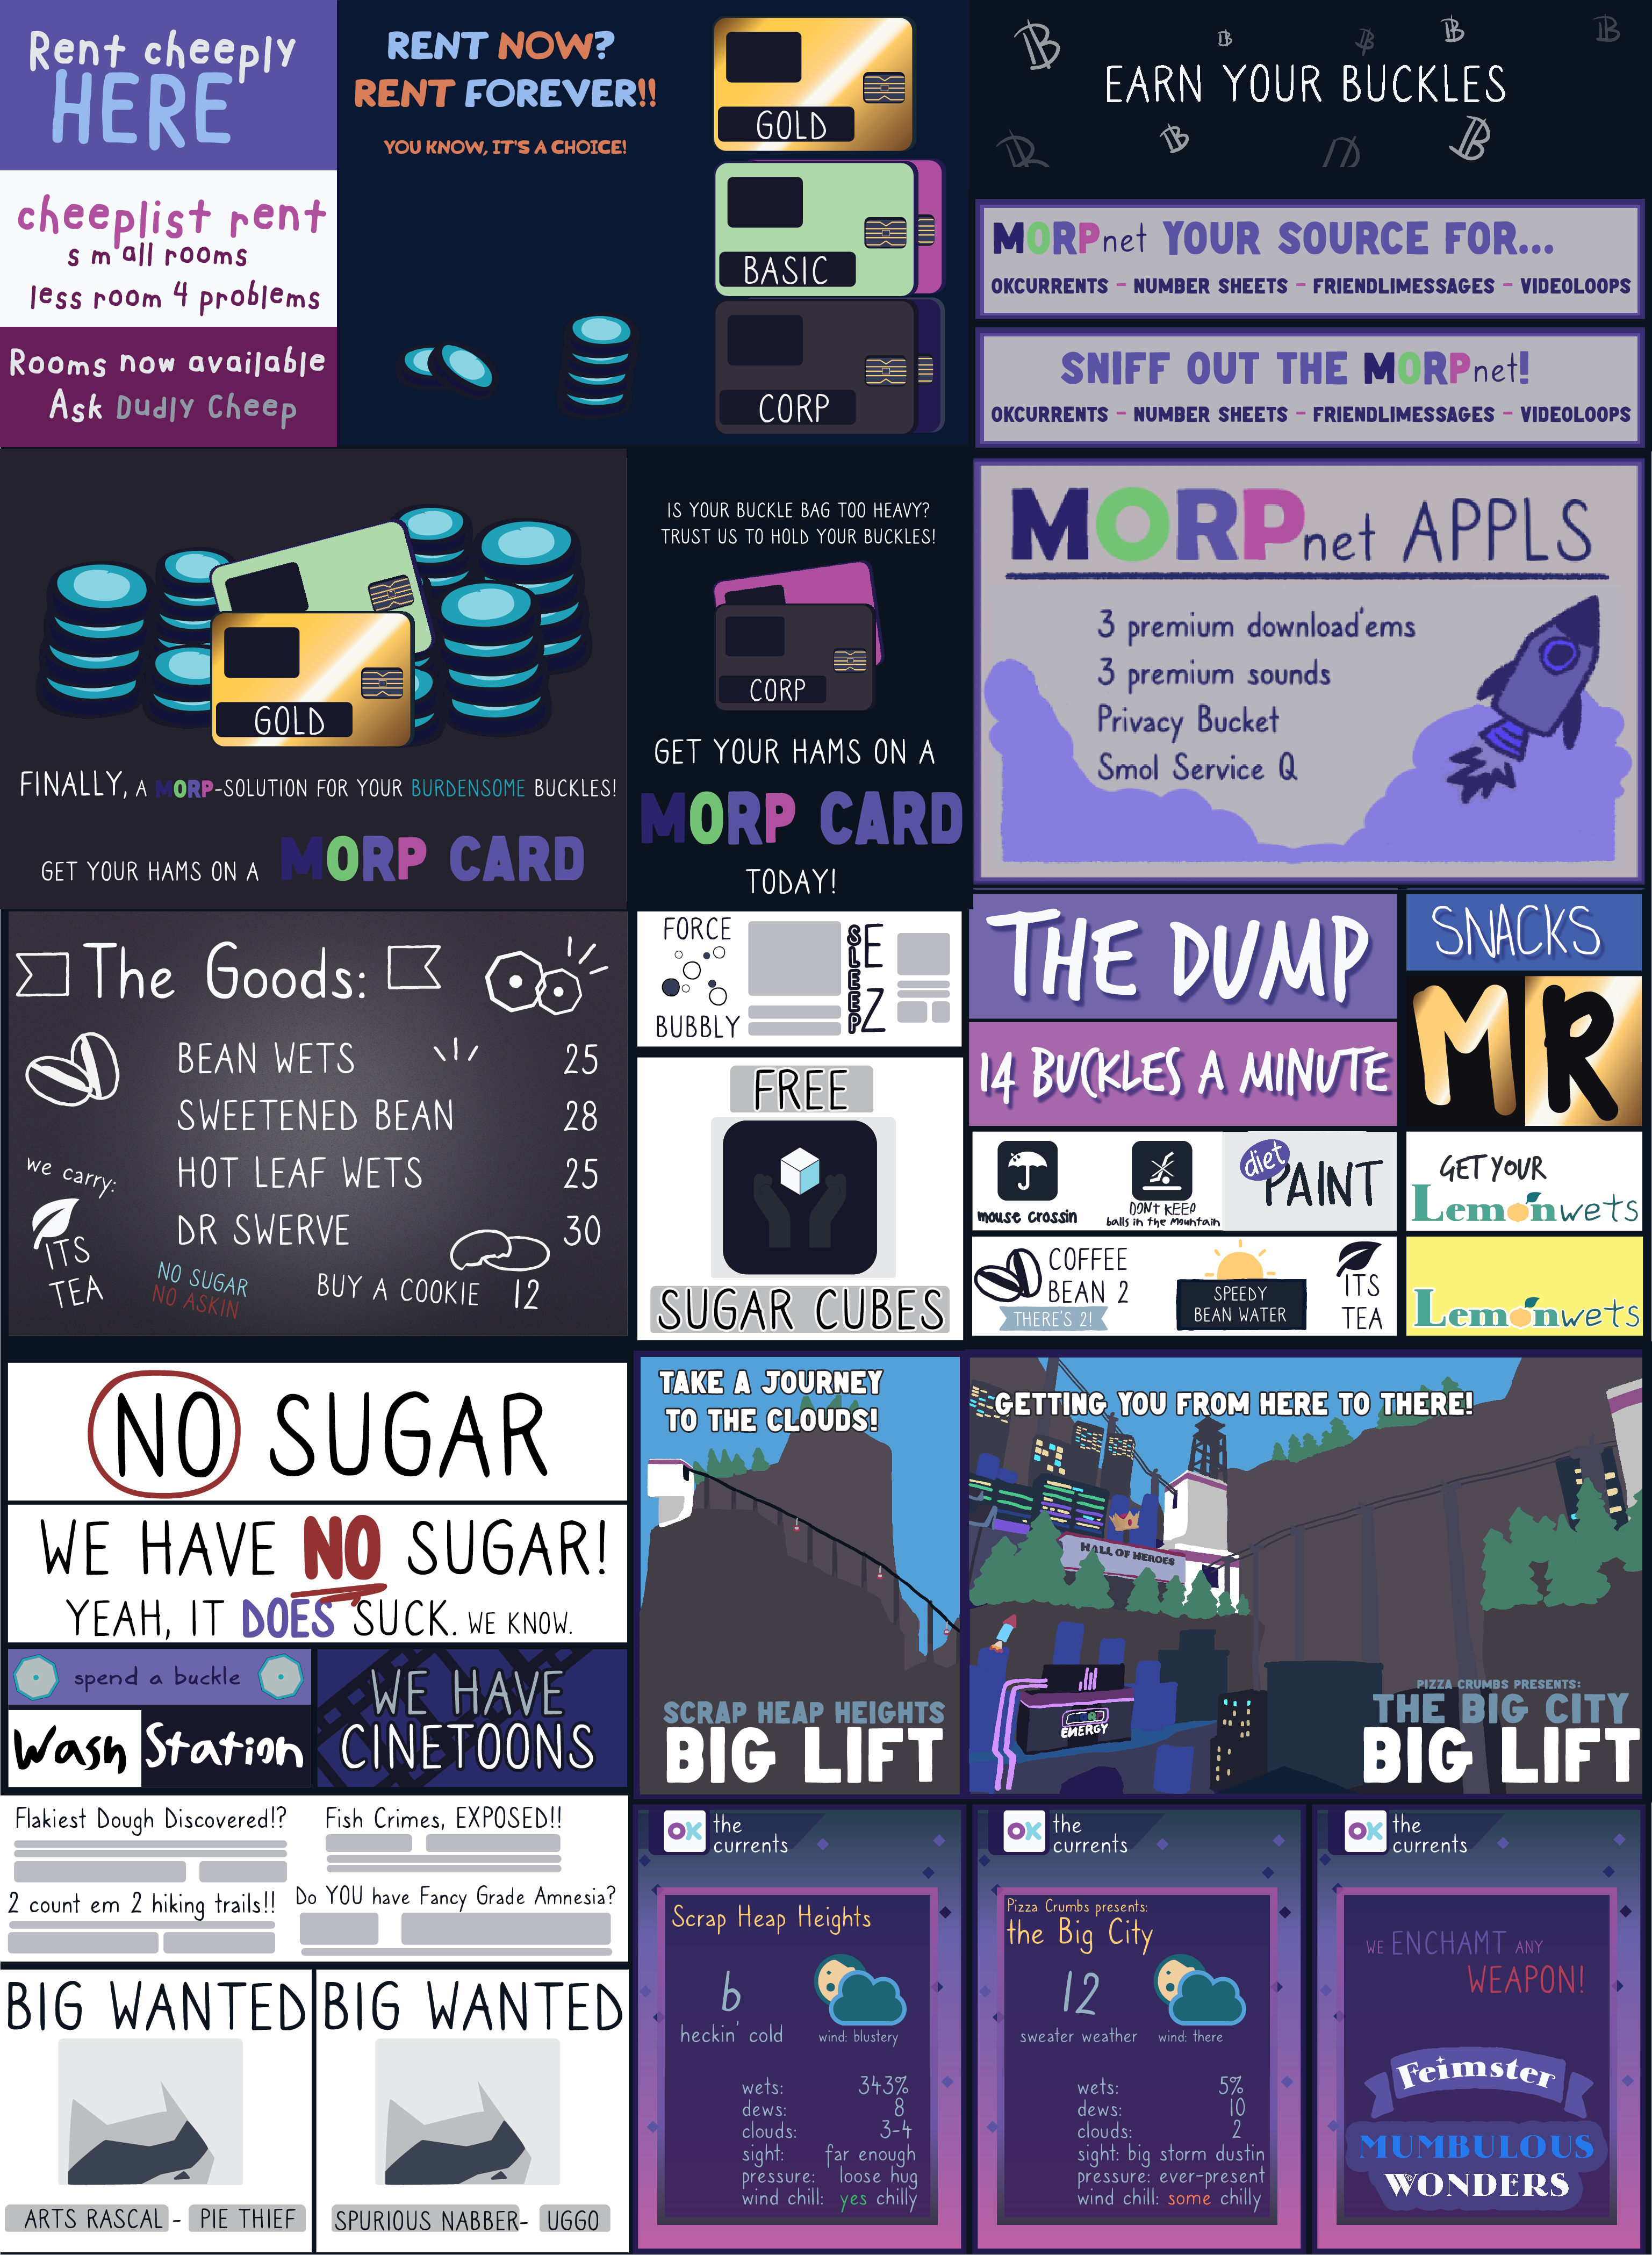 Rent cheeply
HERE
cheeplist rent
small rooms
less room 4 problems
Rooms now available
Ask Dudly Cheep
RENT NOW?
RENT FOREVER!!
YOU KNOW, IT'S A CHOICE!
GOLD
BASIC
CORP
EARN YOUR BUCKLES
MORPnet YOUR SOURCE FOR...
OKCURRENTS - NUMBER SHEETS - FRIENDLIMESSAGES - VIDEOLOOPS
SNIFF OUT THE MORPnet!
OKCURRENTS - NUMBER SHEETS - FRIENDLIMESSAGES - VIDEOLOOPS
GOLD
FINALLY, A MORP-SOLUTION FOR YOUR BURDENSOME BUCKLES!
GET YOUR HAMS ON A MORP CARD
IS YOUR BUCKLE BAG TOO HEAVY?
TRUST US TO HOLD YOUR BUCKLES!
CORP
GET YOUR HAMS ON A
MORP CARD
TODAY!
MORPnet APPLS
3 premium download'ems
3 premium sounds
Privacy Bucket
Smol Service Q
The Goods:
BEAN WETS 25
SWEETENED BEAN 28
HOT LEAF WETS 25
DR SWERVE 30
we carry:
ITS
TEA
NO SUGAR
NO ASKIN
BUY A COOKIE 12
FORCE
BUBBLY
SLEEP
EZ
FREE
SUGAR CUBES
THE DUMP
14 BUCKLES A MINUTE
SNACKS
MR
mouse crossin
DON'T KEEP
balls in the Mountain
diet
PAINT
GET YOUR
Lemonwets
COFFEE
BEAN 2
THERE'S 2!
SPEEDY
BEAN WATER
ITS
TEA
Lemonwets
NO SUGAR
WE HAVE NO SUGAR!
YEAH, IT DOES SUCK. WE KNOW.
spend a buckle
Wash Station
WE HAVE
CINETOONS
TAKE A JOURNEY
TO THE CLOUDS!
SCRAP HEAP HEIGHTS
BIG LIFT
GETTING YOU FROM HERE TO THERE!
HALL OF HEROES
ENERGY
PIZZA CRUMBS PRESENTS:
THE BIG CITY
BIG LIFT
Flakiest Dough Discovered!?
Fish Crimes, EXPOSED!!
2 count em 2 hiking trails!!
Do YOU have Fancy Grade Amnesia?
BIG WANTED
ARTS RASCAL - PIE THIEF
BIG WANTED
SPURIOUS NABBER- UGGO
OK the
currents
Scrap Heap Heights
6
heckin' cold
wind: blustery
wets: 343%
dews: 8
clouds: 3-4
sight: far enough
pressure: loose hug
wind chill: yes chilly
OK the
currents
Pizza Crumbs presents:
the Big City
12
sweater weather
wind: there
wets: 5%
dews: 10
clouds: 2
sight: big storm dustin
pressure: ever-present
wind chill: some chilly
OK the
currents
WE ENCHAMT ANY
WEAPON!
Feimster
MUMBULOUS
WONDERS